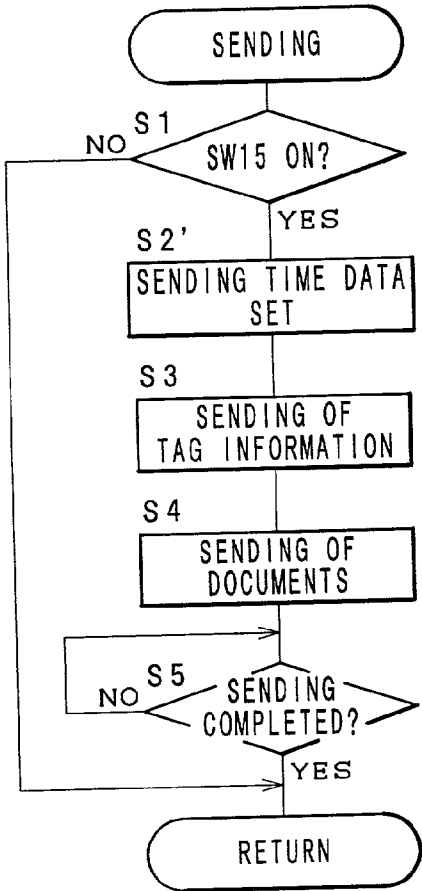 SENDING
S1
NO
SW15 ON?
YES
S2'
SENDING TIME DATA
SET
S3
SENDING OF
TAG INFORMATION
S4
SENDING OF
DOCUMENTS
S5
NO
SENDING
COMPLETED?
YES
RETURN